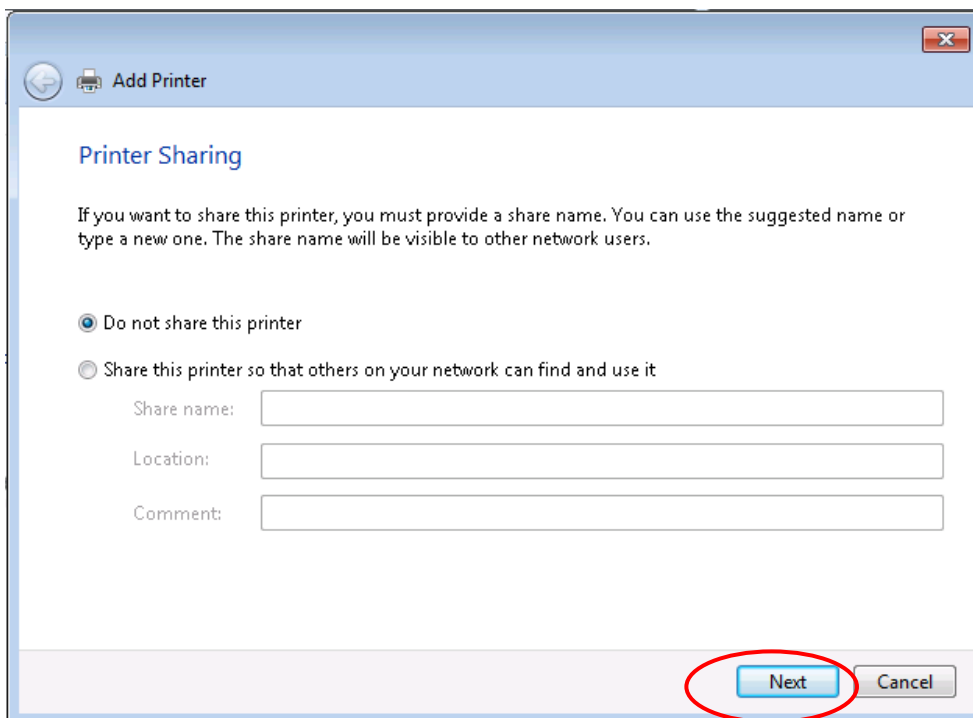 Add Printer
Printer Sharing
If you want to share this printer, you must provide a share name. You can use the suggested name or
type a new one. The share name will be visible to other network users.
Do not share this printer
Share this printer so that others on your network can find and use it
Share name:
Location:
Comment:
Next Cancel